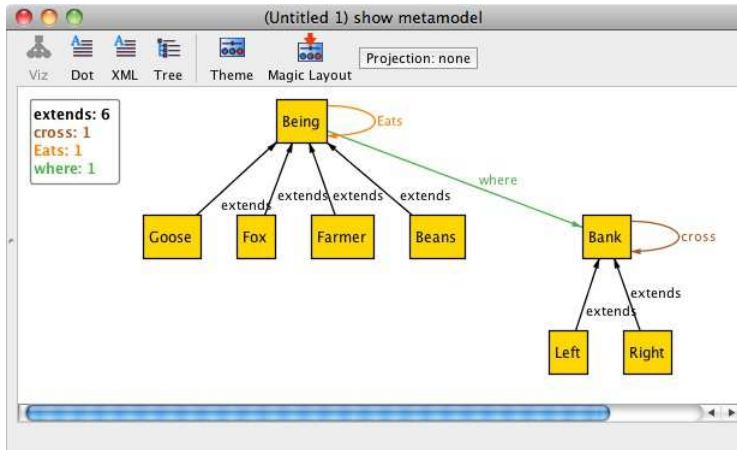 (Untitled 1) show metamodel
Viz Dot XML Tree Theme Magic Layout Projection: none
extends: 6
cross: 1
Eats: 1
where: 1
Being
Eats
where
extends extends extends extends
Goose Fox Farmer Beans Bank
cross
extends
extends
Left Right